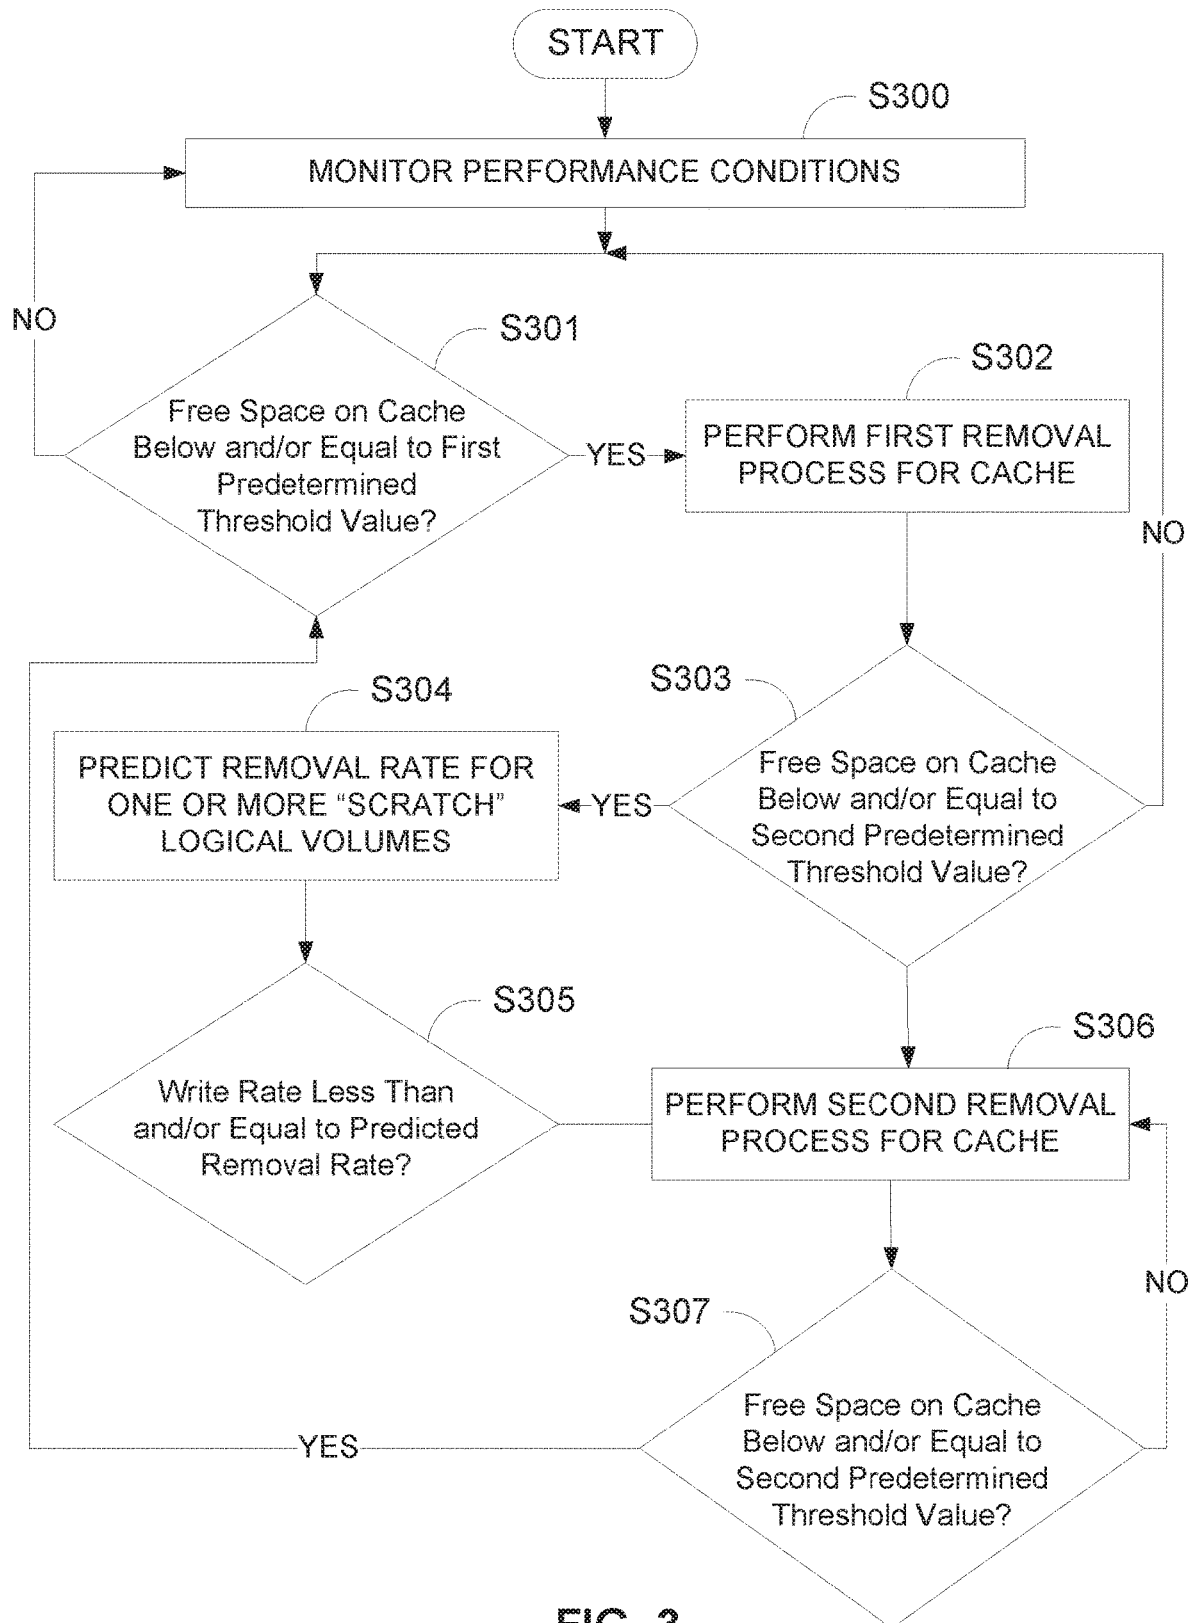 START
S300
MONITOR PERFORMANCE CONDITIONS
NO
S301
Free Space on Cache
Below and/or Equal to First
Predetermined
Threshold Value?
YES
S302
PERFORM FIRST REMOVAL
PROCESS FOR CACHE
NO
S303
Free Space on Cache
Below and/or Equal to
Second Predetermined
Threshold Value?
YES
S304
PREDICT REMOVAL RATE FOR
ONE OR MORE “SCRATCH”
LOGICAL VOLUMES
S305
Write Rate Less Than
and/or Equal to Predicted
Removal Rate?
S306
PERFORM SECOND REMOVAL
PROCESS FOR CACHE
NO
S307
Free Space on Cache
Below and/or Equal to
Second Predetermined
Threshold Value?
YES
FIG. 3